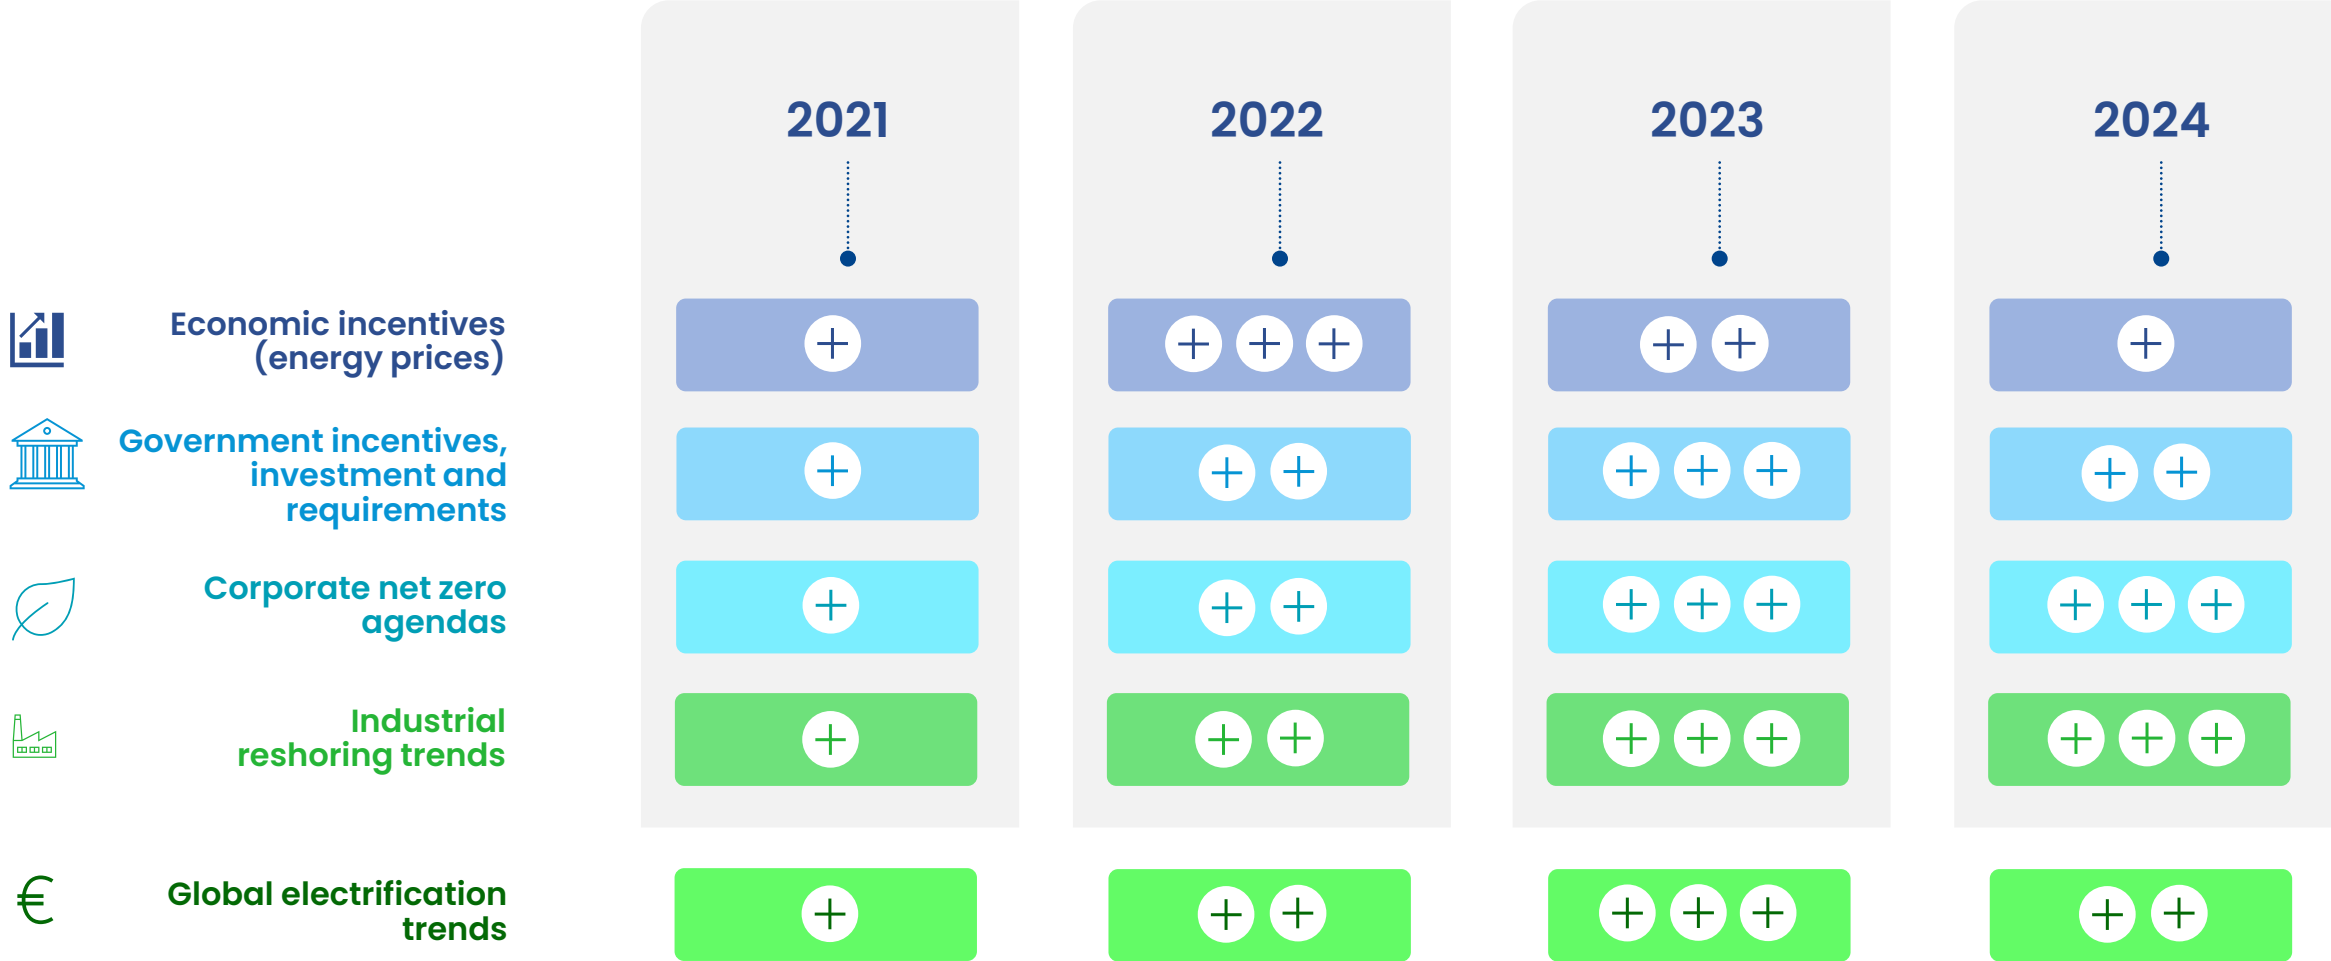 2021
2022
2023
2024
Economic incentives
(energy prices)
Government incentives,
investment and
requirements
Corporate net zero
agendas
Industrial
reshoring trends
€
Global electrification
trends